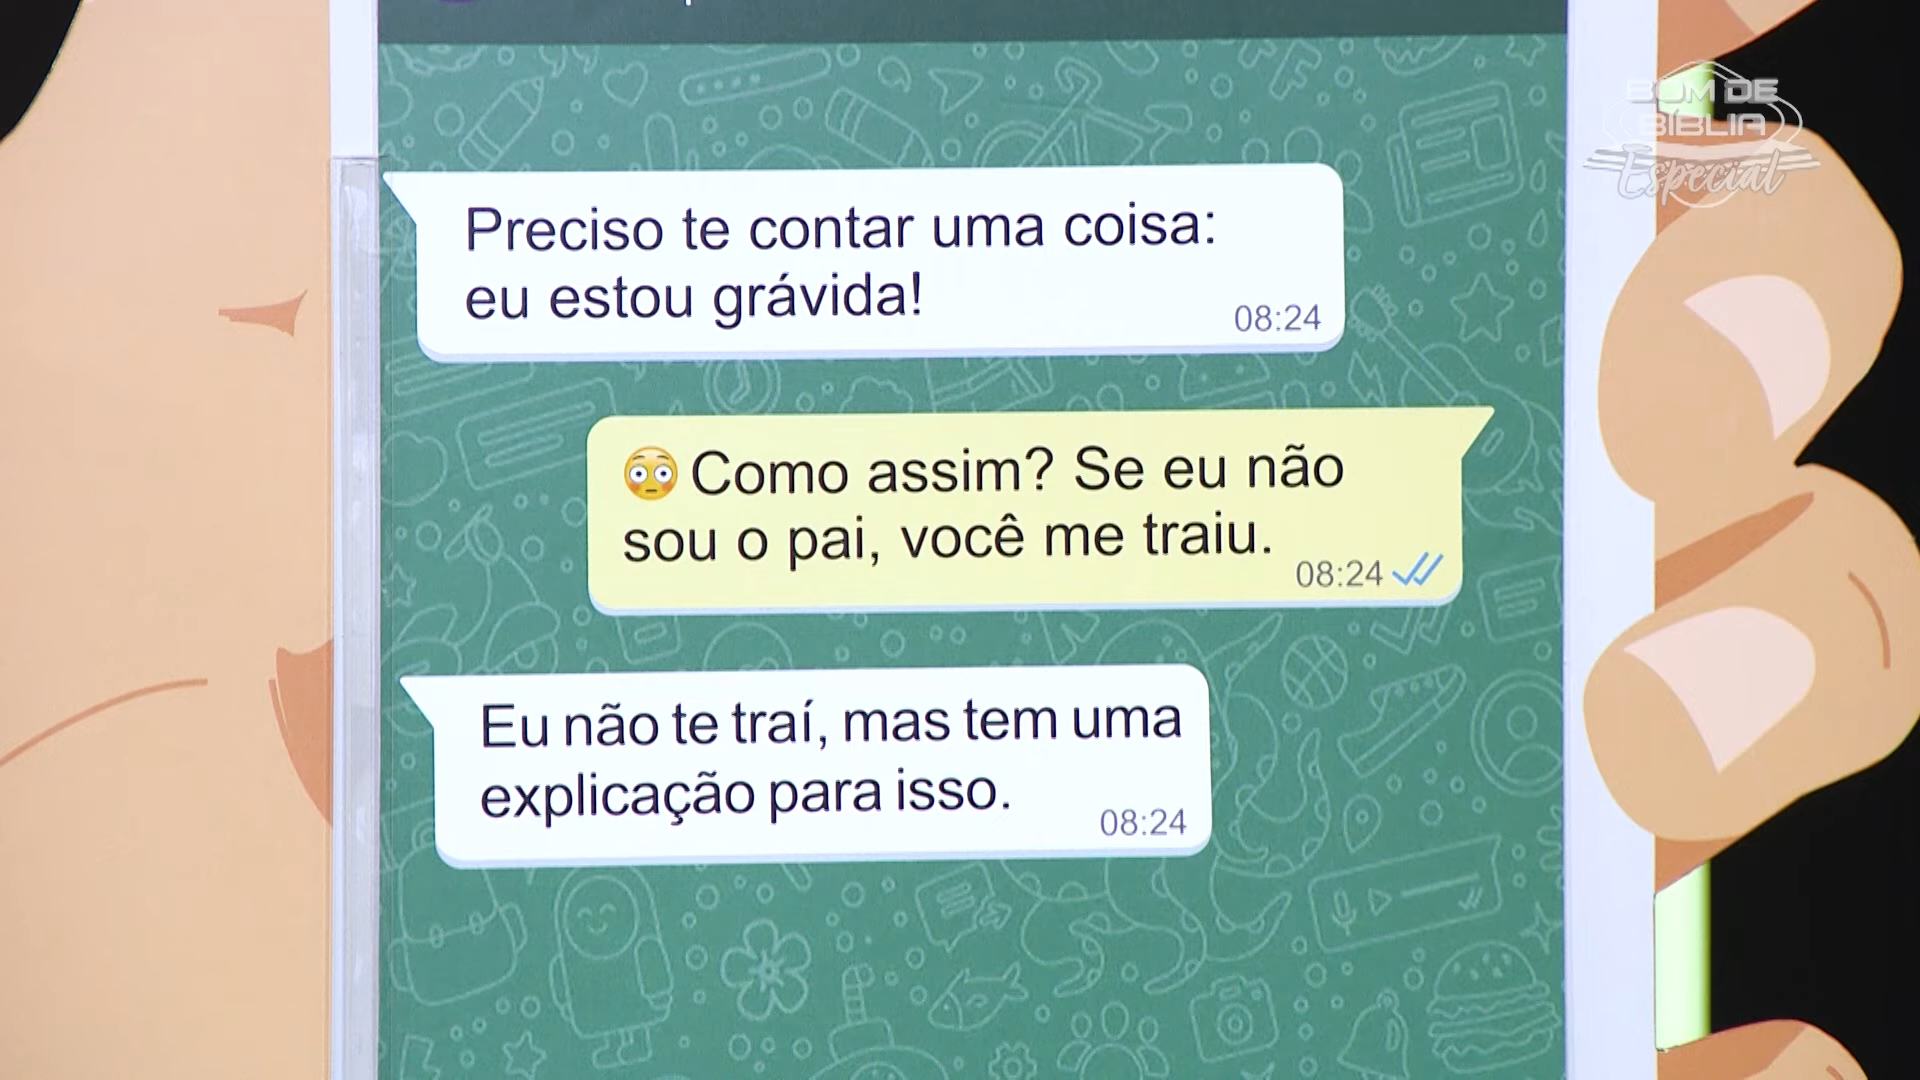 BOM DE
BÍBLIA
Especial
Preciso te contar uma coisa:
eu estou grávida!
08:24
😳 Como assim? Se eu não
sou o pai, você me traiu.
08:24
Eu não te traí, mas tem uma
explicação para isso.
08:24